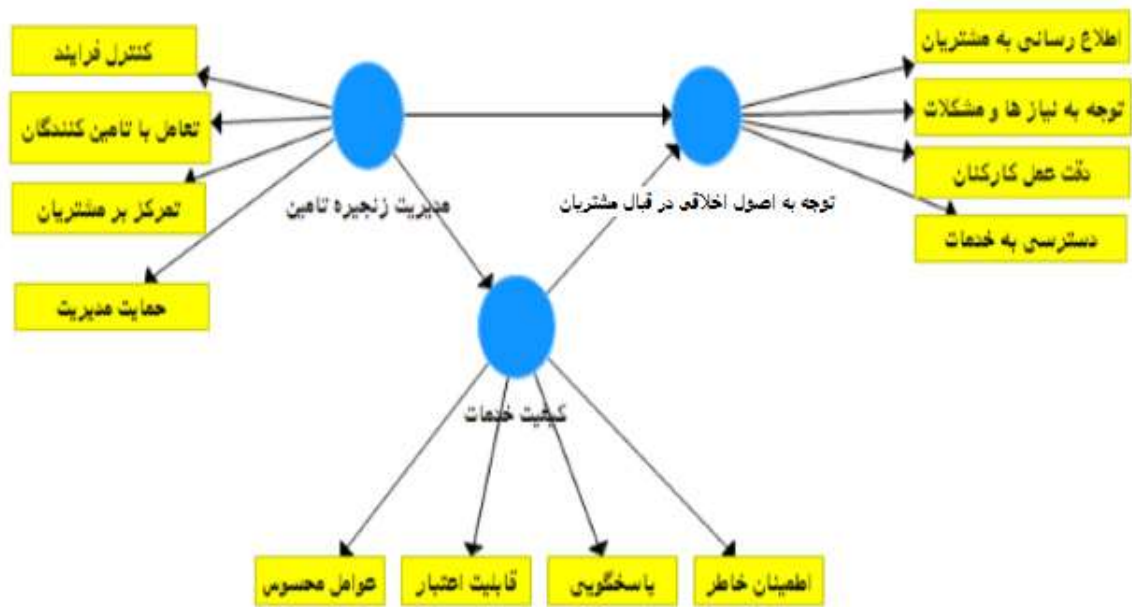 اطلاع رسانی به مشتریان
توجه به نیاز ها و مشکلات
دقت عمل کارکنان
دسترسی به خدمات
توجه به اصول اخلاقی در قبال مشتریان
کنترل فرایند
تعامل با تامین کنندگان
تمرکز بر مشتریان
حمایت مدیریت
مدیریت زنجیره تامین
کیفیت خدمات
اطمینان خاطر
پاسخگویی
قابلیت اعتبار
عوامل محسوس